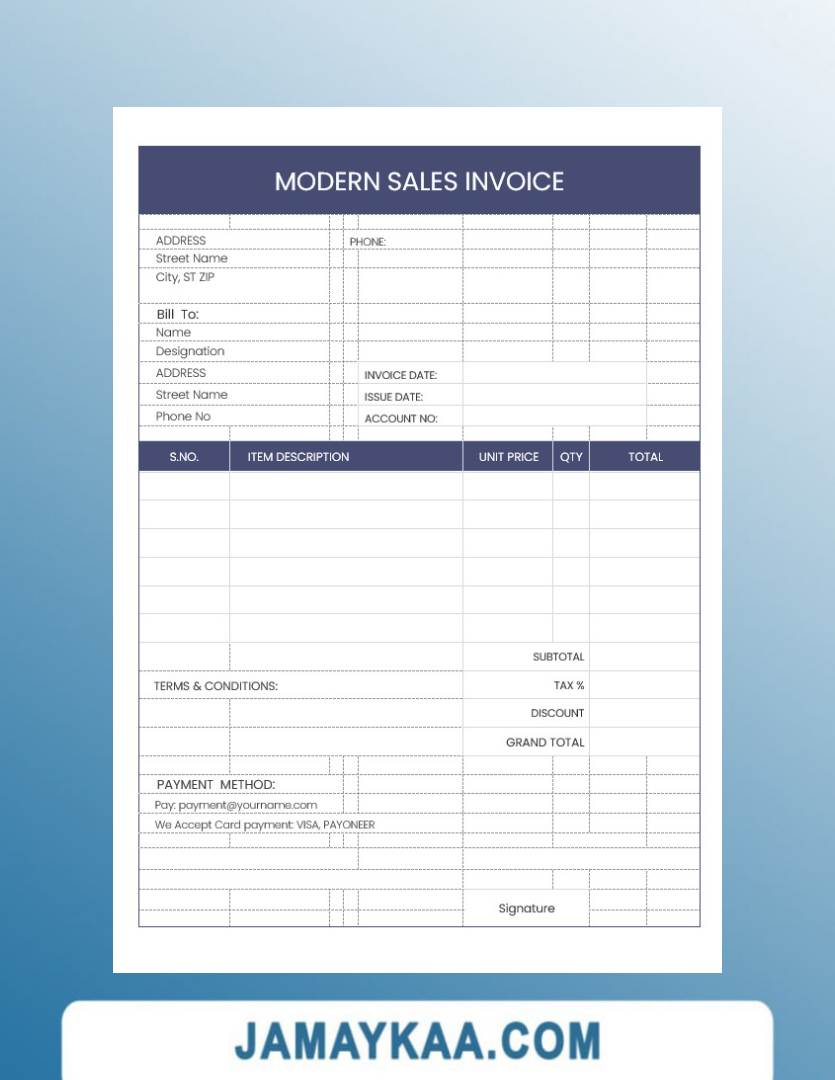 MODERN SALES INVOICE
ADDRESS PHONE:
Street Name
City, ST ZIP
Bill To:
Name
Designation
ADDRESS INVOICE DATE:
Street Name ISSUE DATE:
Phone No ACCOUNT NO:
S.NO. ITEM DESCRIPTION UNIT PRICE QTY TOTAL
SUBTOTAL
TERMS & CONDITIONS: TAX %
DISCOUNT
GRAND TOTAL
PAYMENT METHOD:
Pay: payment@yourname.com
We Accept Card payment: VISA, PAYONEER
Signature
JAMAYKAA.COM